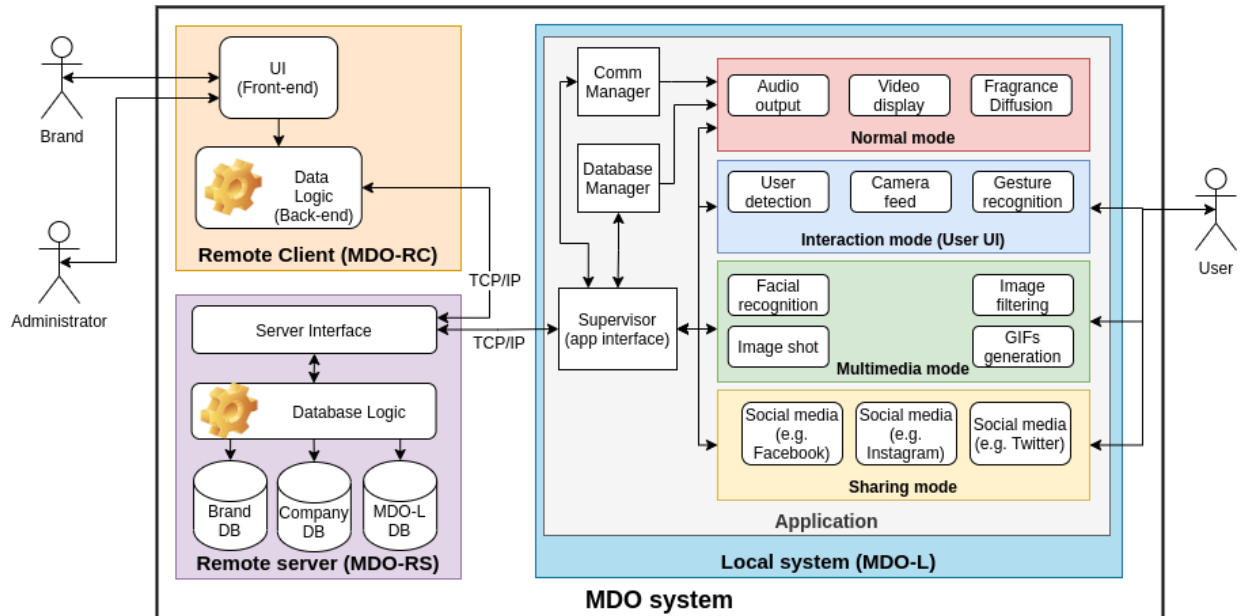 Brand
Administrator
UI
(Front-end)
Data
Logic
(Back-end)
Remote Client (MDO-RC)
TCP/IP
TCP/IP
Server Interface
Database Logic
Brand
DB
Company
DB
MDO-L
DB
Remote server (MDO-RS)
Comm
Manager
Database
Manager
Supervisor
(app interface)
Audio
output
Video
display
Fragrance
Diffusion
Normal mode
User
detection
Camera
feed
Gesture
recognition
Interaction mode (User UI)
Facial
recognition
Image
filtering
Image shot
GIFs
generation
Multimedia mode
Social media
(e.g.
Facebook)
Social media
(e.g.
Instagram)
Social media
(e.g. Twitter)
Sharing mode
Application
Local system (MDO-L)
User
MDO system